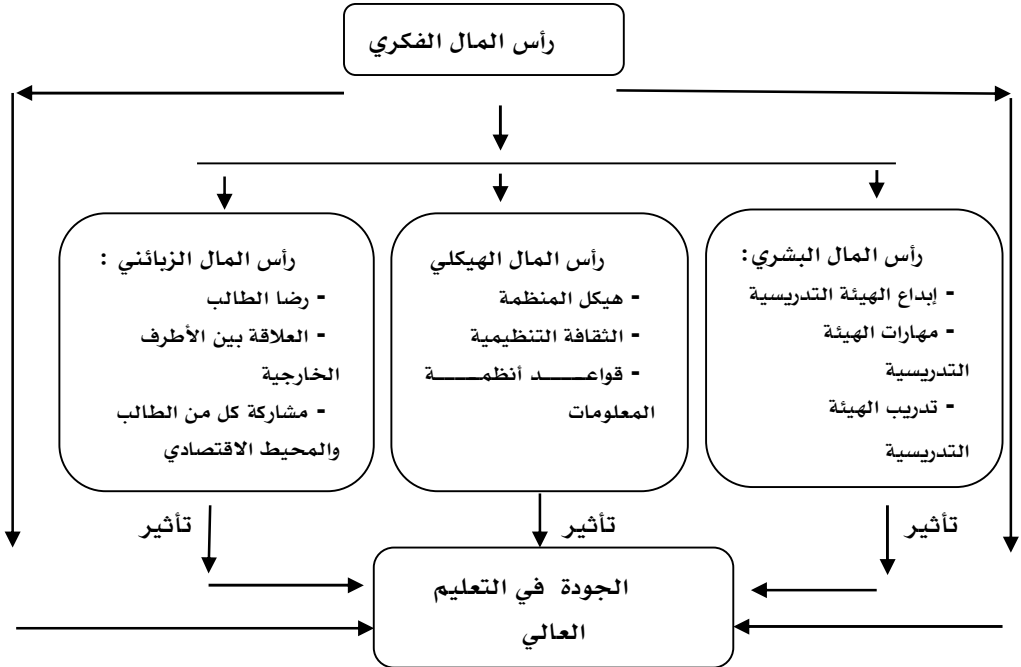 رأس المال الفكري
رأس المال البشري:
- إبداع الهيئة التدريسية
- مهارات الهيئة
التدريسية
- تدريب الهيئة
التدريسية
رأس المال الهيكلي
- هيكل المنظمة
- الثقافة التنظيمية
- قواعـــــد أنظمـــــــة
المعلومات
رأس المال الزبائني :
- رضا الطالب
- العلاقة بين الأطرف
الخارجية
- مشاركة كل من الطالب
والمحيط الاقتصادي
تأثير
تأثير
تأثير
الجودة في التعليم
العالي